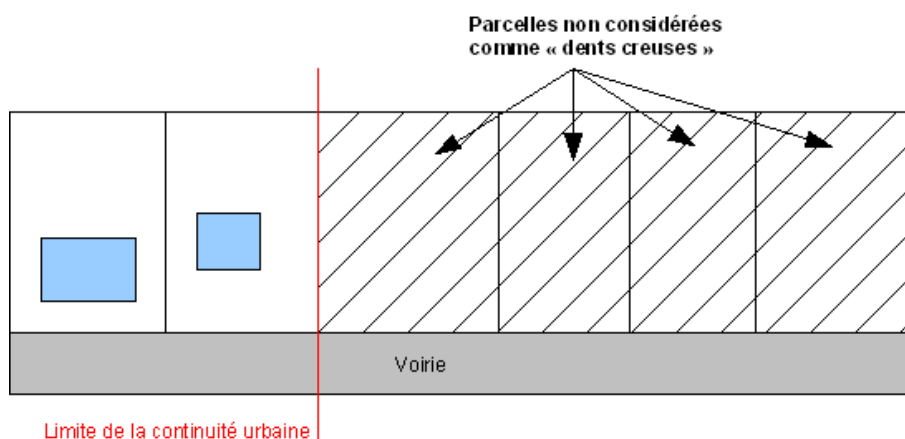 Parcelles non considérées
comme « dents creuses »
Voirie
Limite de la continuité urbaine